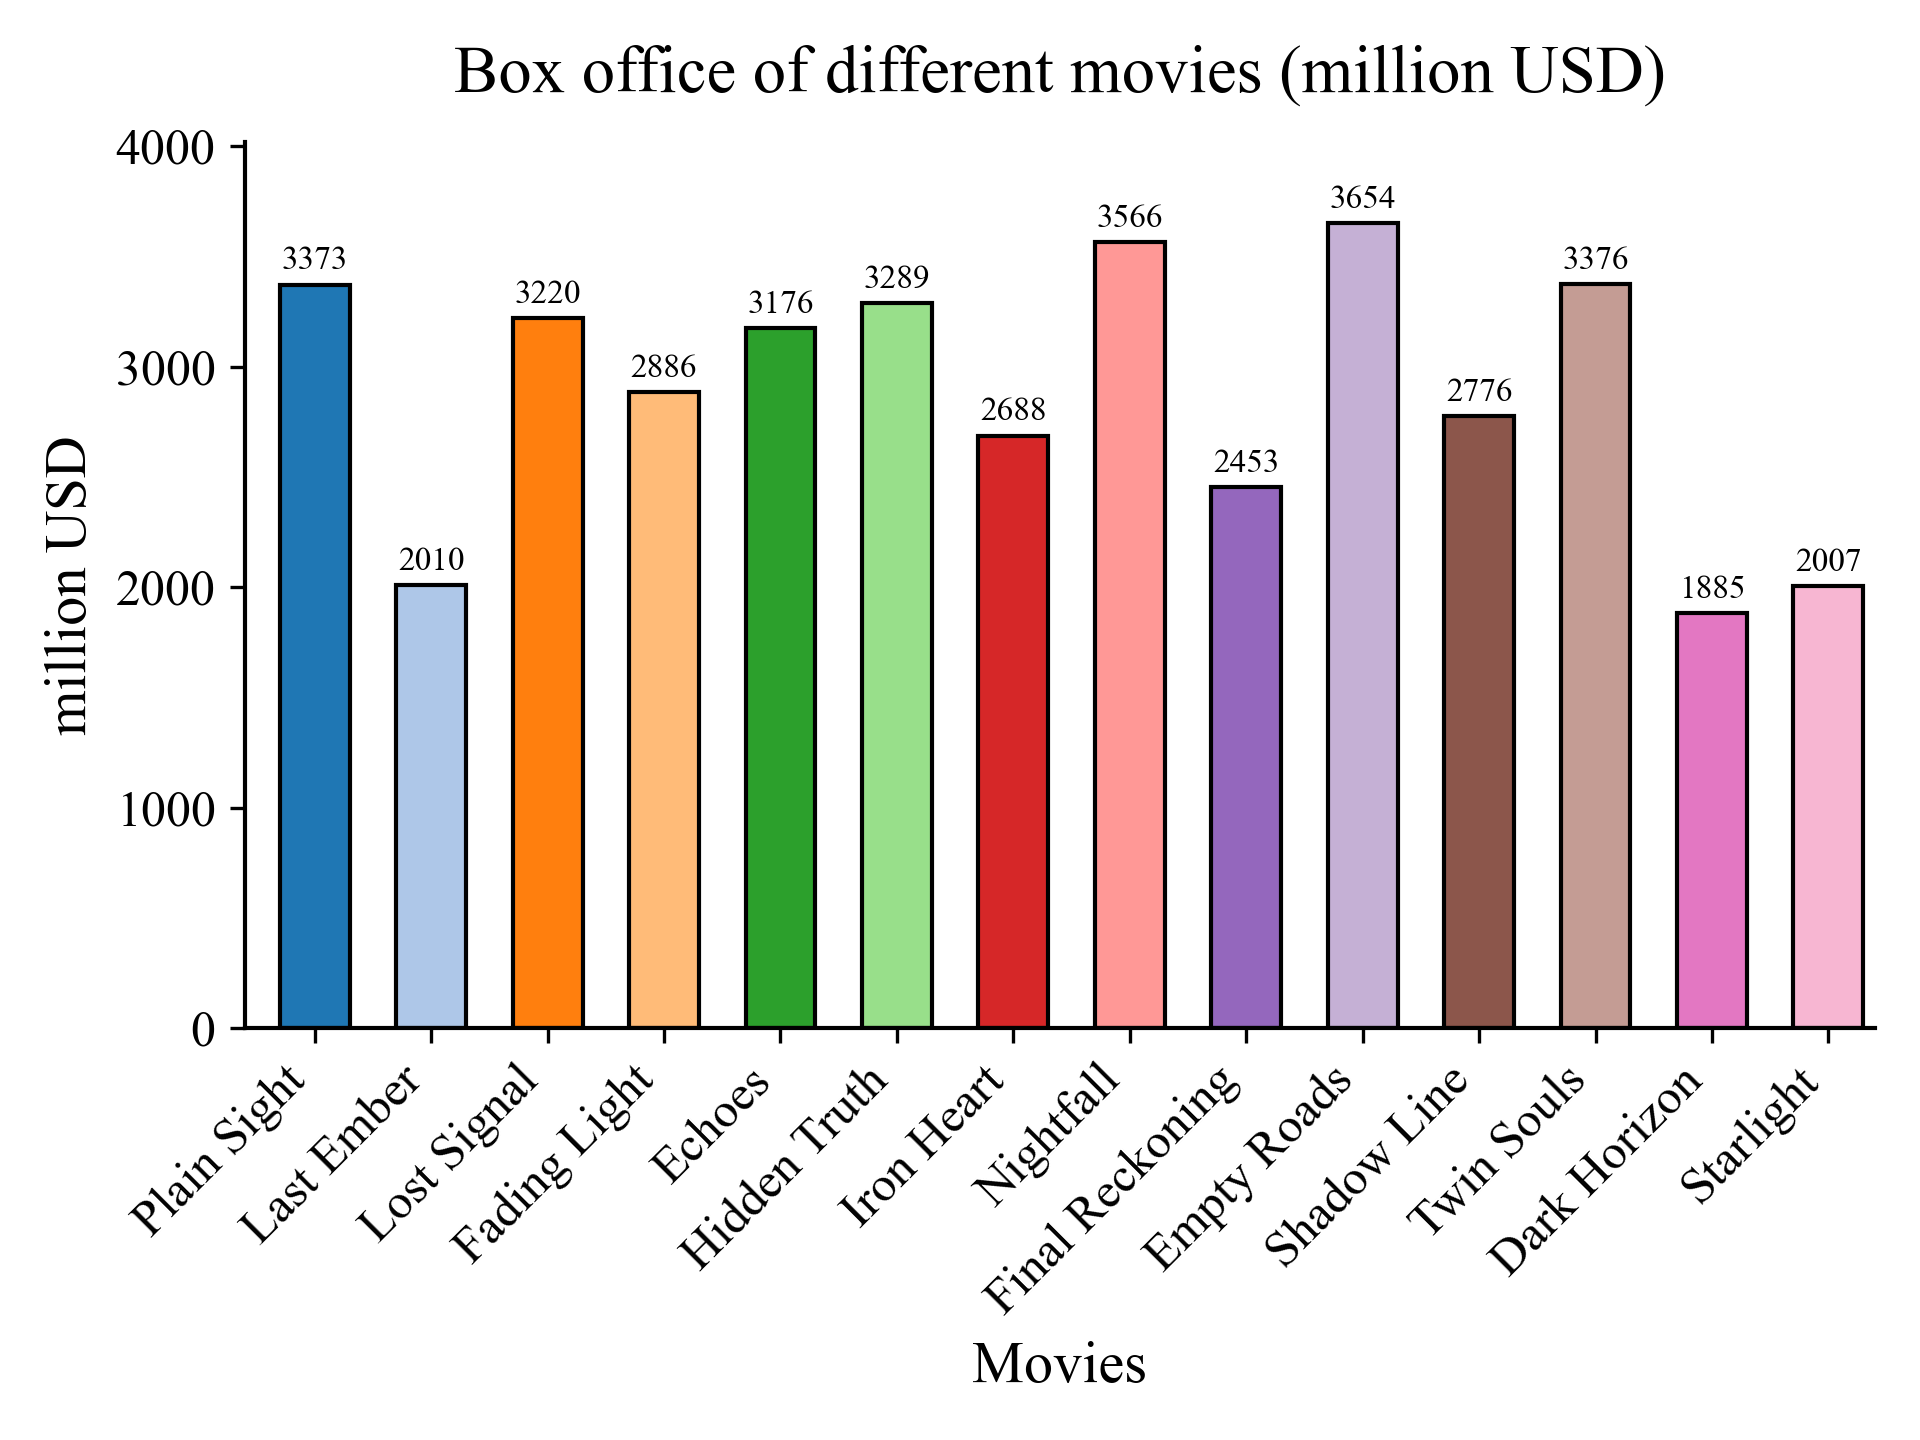 Box office of different movies (million USD)
million USD
4000
3000
2000
1000
0
3373
2010
3220
2886
3176
3289
2688
3566
2453
3654
2776
3376
1885
2007
Plain Sight
Last Ember
Lost Signal
Fading Light
Echoes
Hidden Truth
Iron Heart
Nightfall
Final Reckoning
Empty Roads
Shadow Line
Twin Souls
Dark Horizon
Starlight
Movies